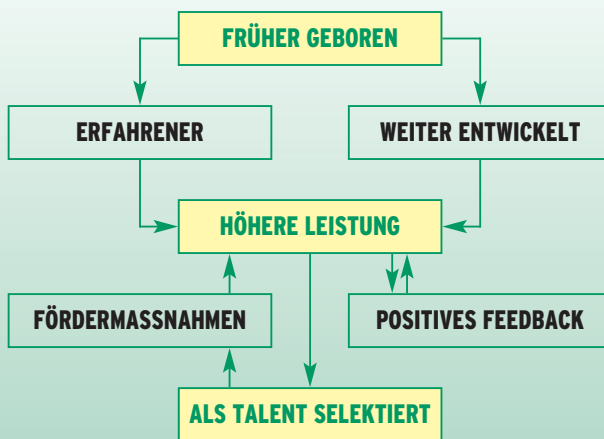 FRÜHER GEBOREN
ERFAHRENER
WEITER ENTWICKELT
HÖHERE LEISTUNG
FÖRDERMASSNAHMEN
POSITIVES FEEDBACK
ALS TALENT SELEKTIERT